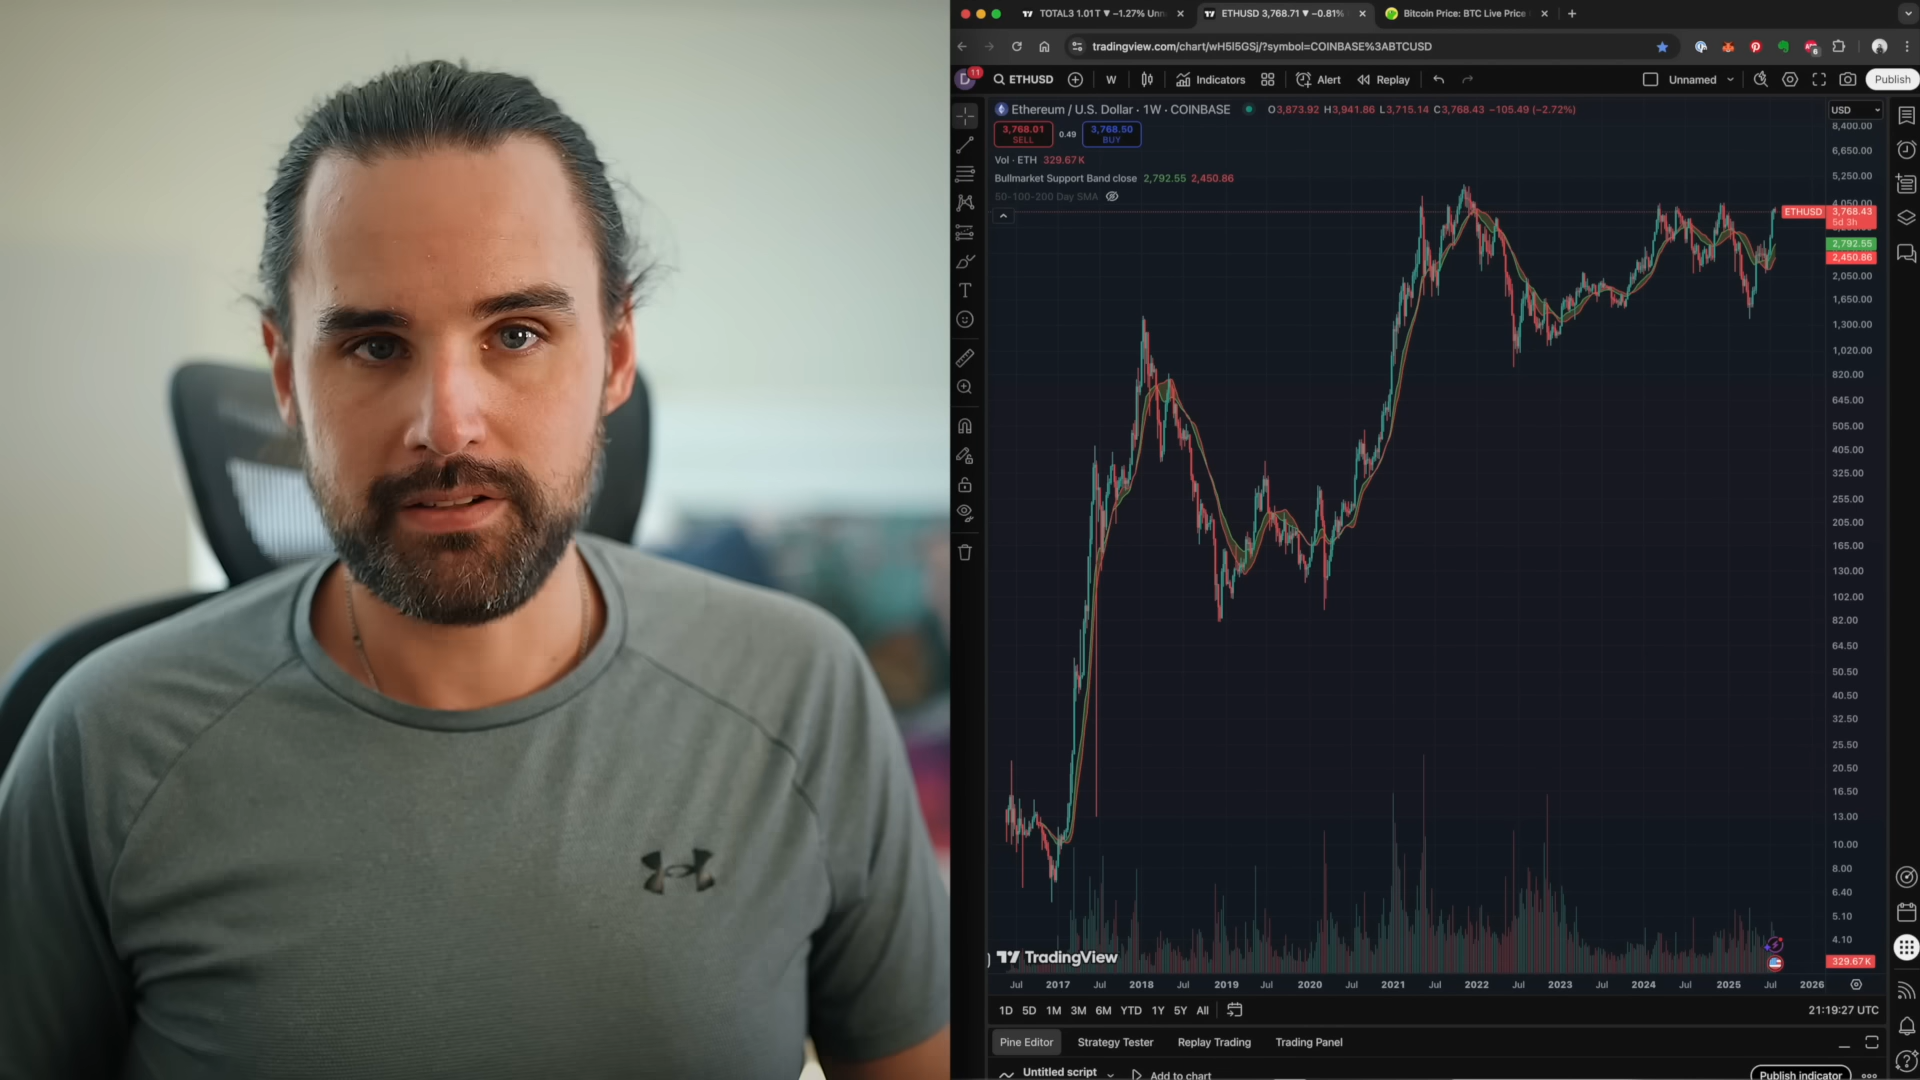 TOTAL3 1.01T ▼ −1.27% Unn
ETHUSD 3,768.71 ▼ −0.81%
Bitcoin Price: BTC Live Price
tradingview.com/chart/wH5I5GSj/?symbol=COINBASE%3ABTCUSD
D 11
ETHUSD
W
Indicators
Alert
Replay
Unnamed
Publish
Ethereum / U.S. Dollar · 1W · COINBASE
O3,873.92 H3,941.86 L3,715.14 C3,768.43 −105.49 (−2.72%)
USD
3,768.01
SELL
0.49
3,768.50
BUY
Vol · ETH 329.67K
Bullmarket Support Band close 2,792.55 2,450.86
50-100-200 Day SMA
8,400.00
6,650.00
5,250.00
4,050.00
ETHUSD
3,768.43
5d 3h
2,792.55
2,450.86
2,050.00
1,650.00
1,300.00
1,020.00
820.00
645.00
505.00
405.00
325.00
255.00
205.00
165.00
130.00
102.00
82.00
64.50
50.50
40.50
32.50
25.50
20.50
16.50
13.00
10.00
8.00
6.40
5.10
4.10
329.67K
TradingView
Jul 2017 Jul 2018 Jul 2019 Jul 2020 Jul 2021 Jul 2022 Jul 2023 Jul 2024 Jul 2025 Jul 2026
1D 5D 1M 3M 6M YTD 1Y 5Y All
21:19:27 UTC
Pine Editor
Strategy Tester
Replay Trading
Trading Panel
Untitled script
Add to chart
Publish indicator